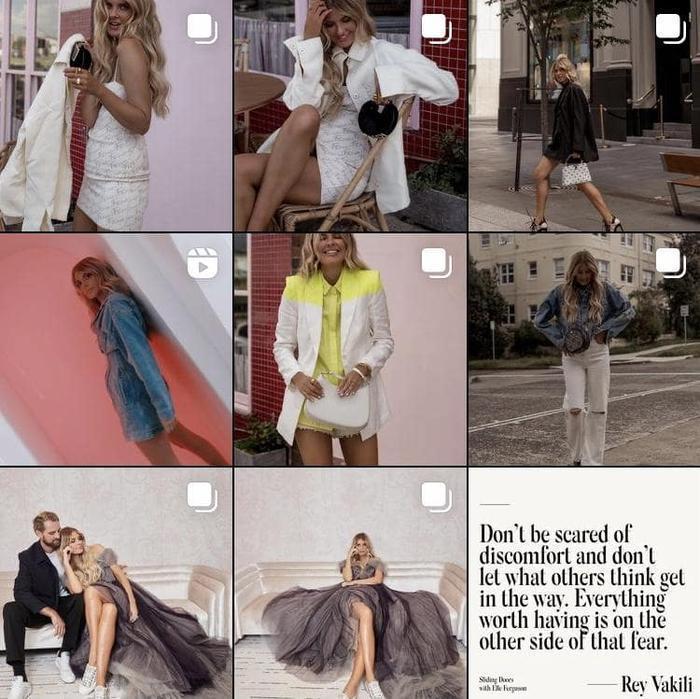 Don't be scared of
discomfort and don't
let what others think get
in the way. Everything
worth having is on the
other side of that fear.
Sliding Doors
with Elle Ferguson
Rey Vakili